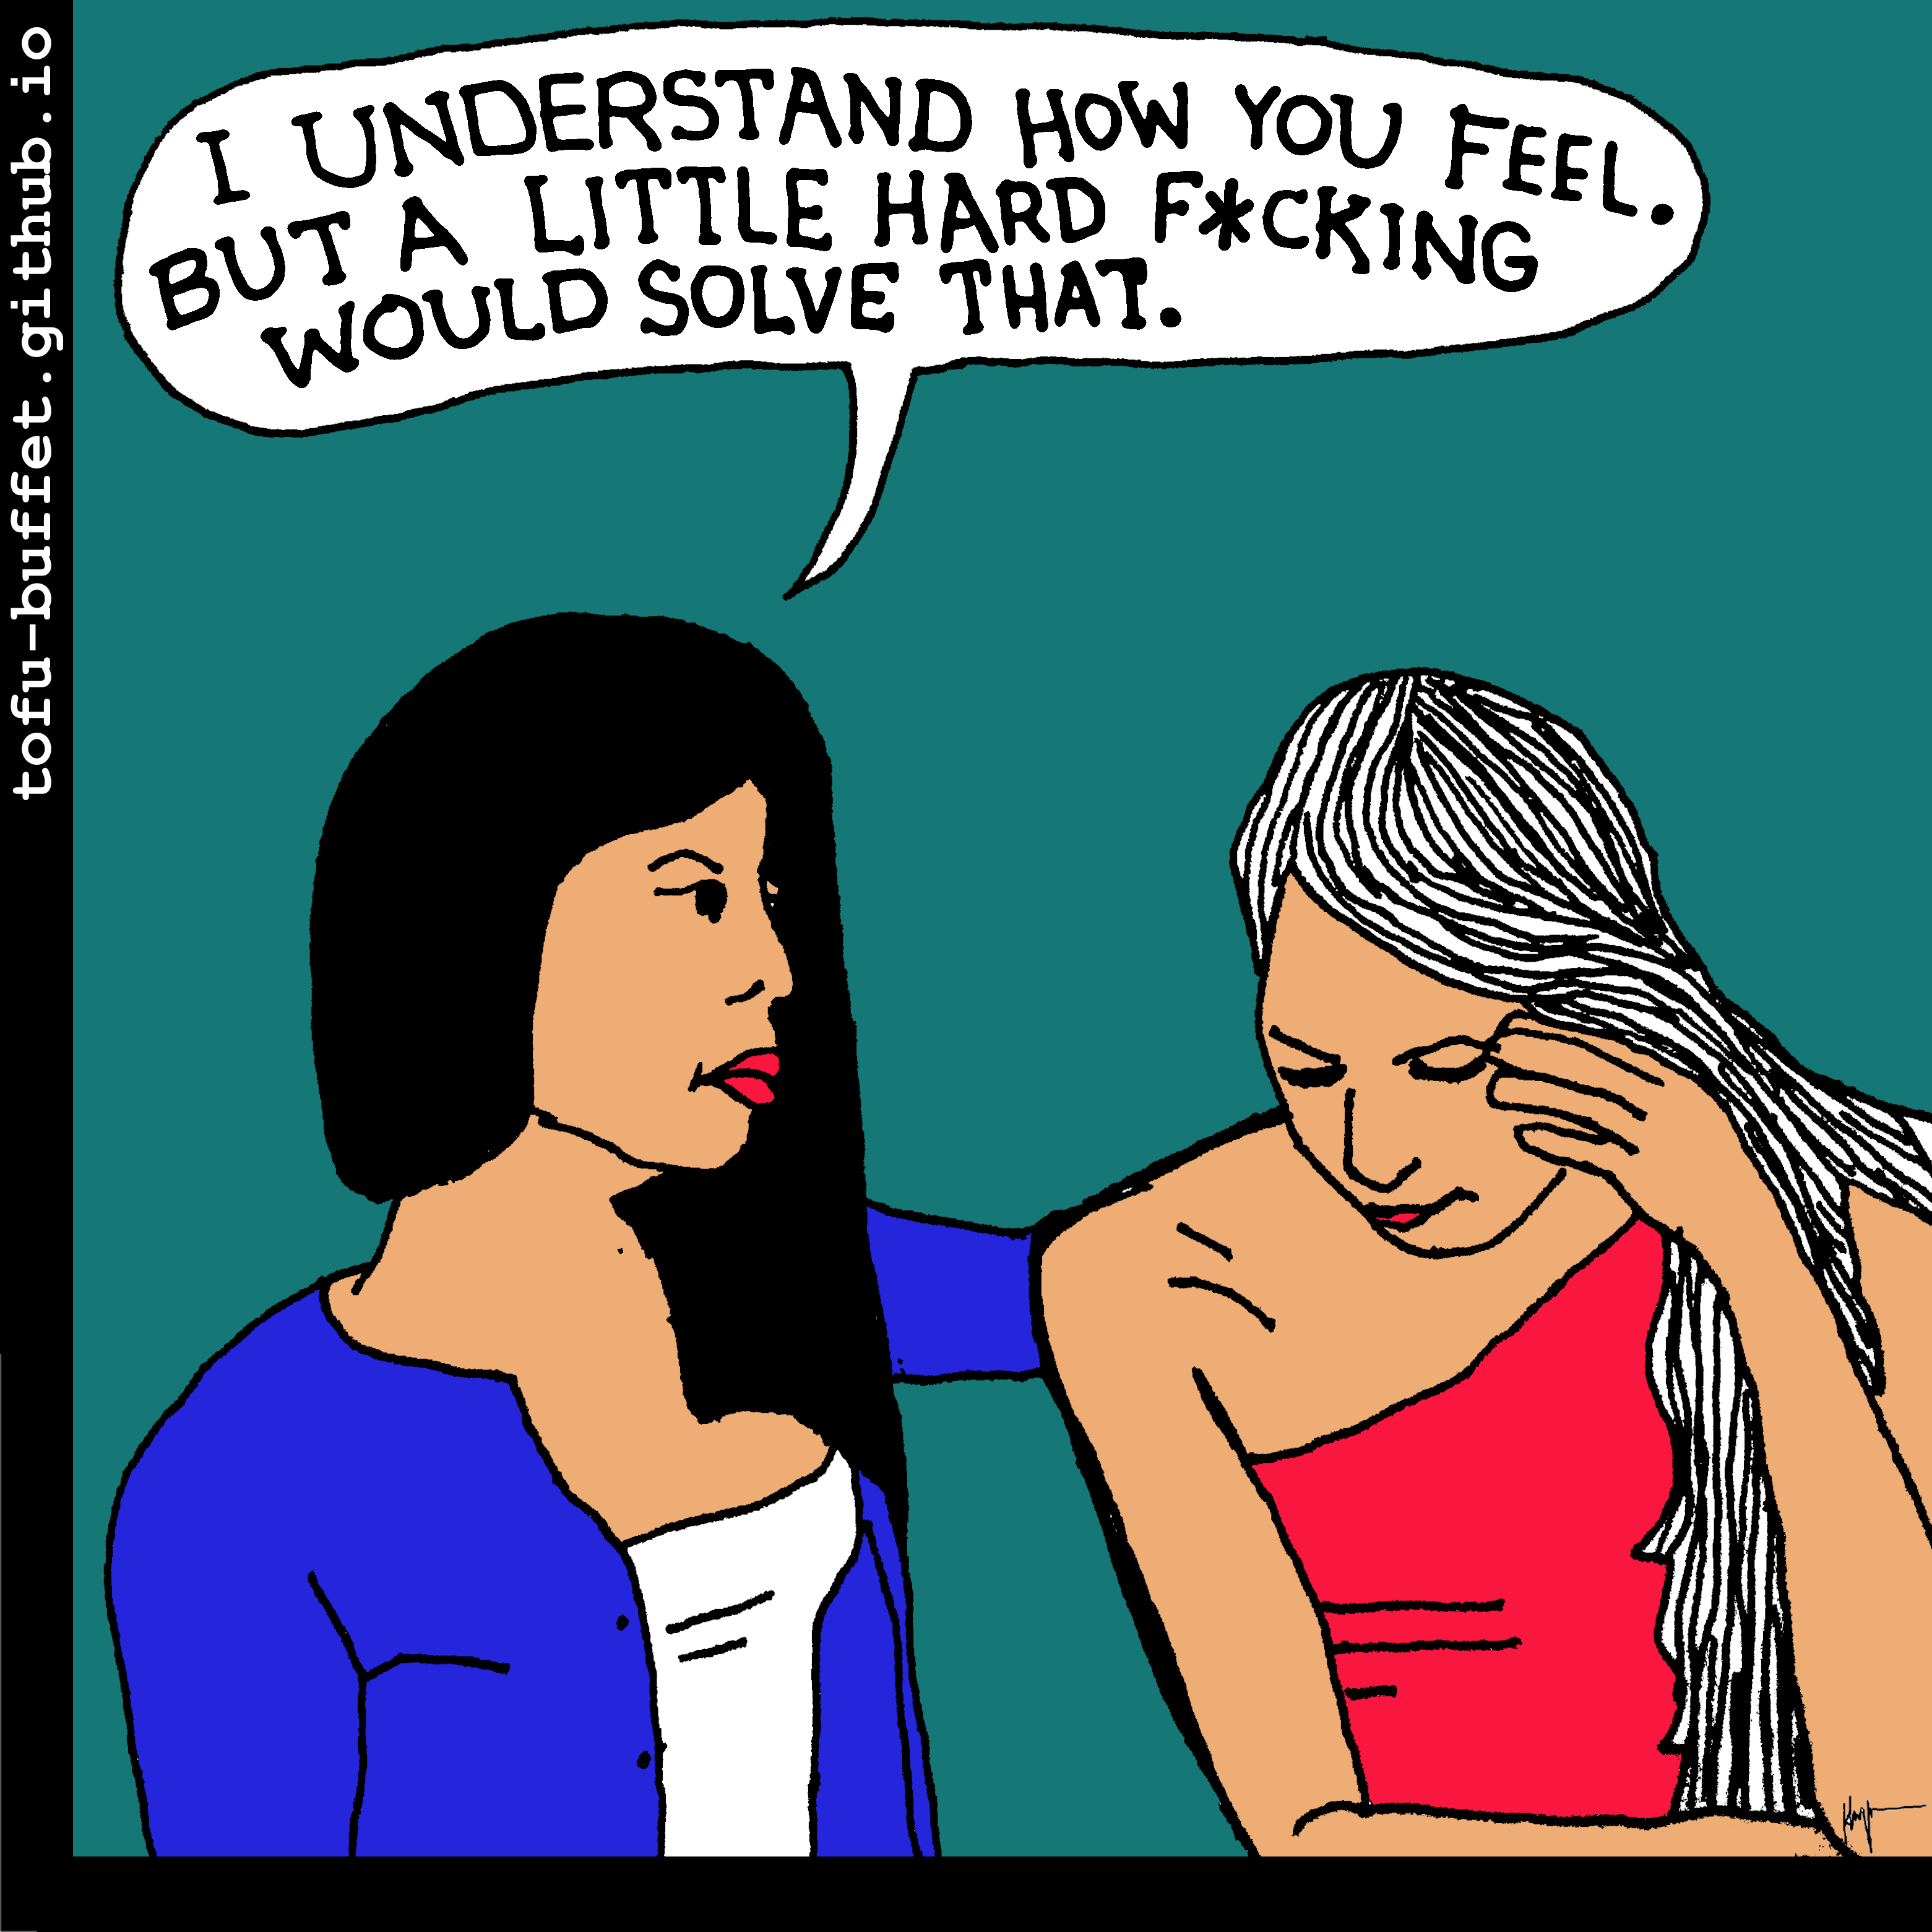 I UNDERSTAND HOW YOU FEEL.
BUT A LITTLE HARD F*CKING
WOULD SOLVE THAT.
tofu-buffet.github.io